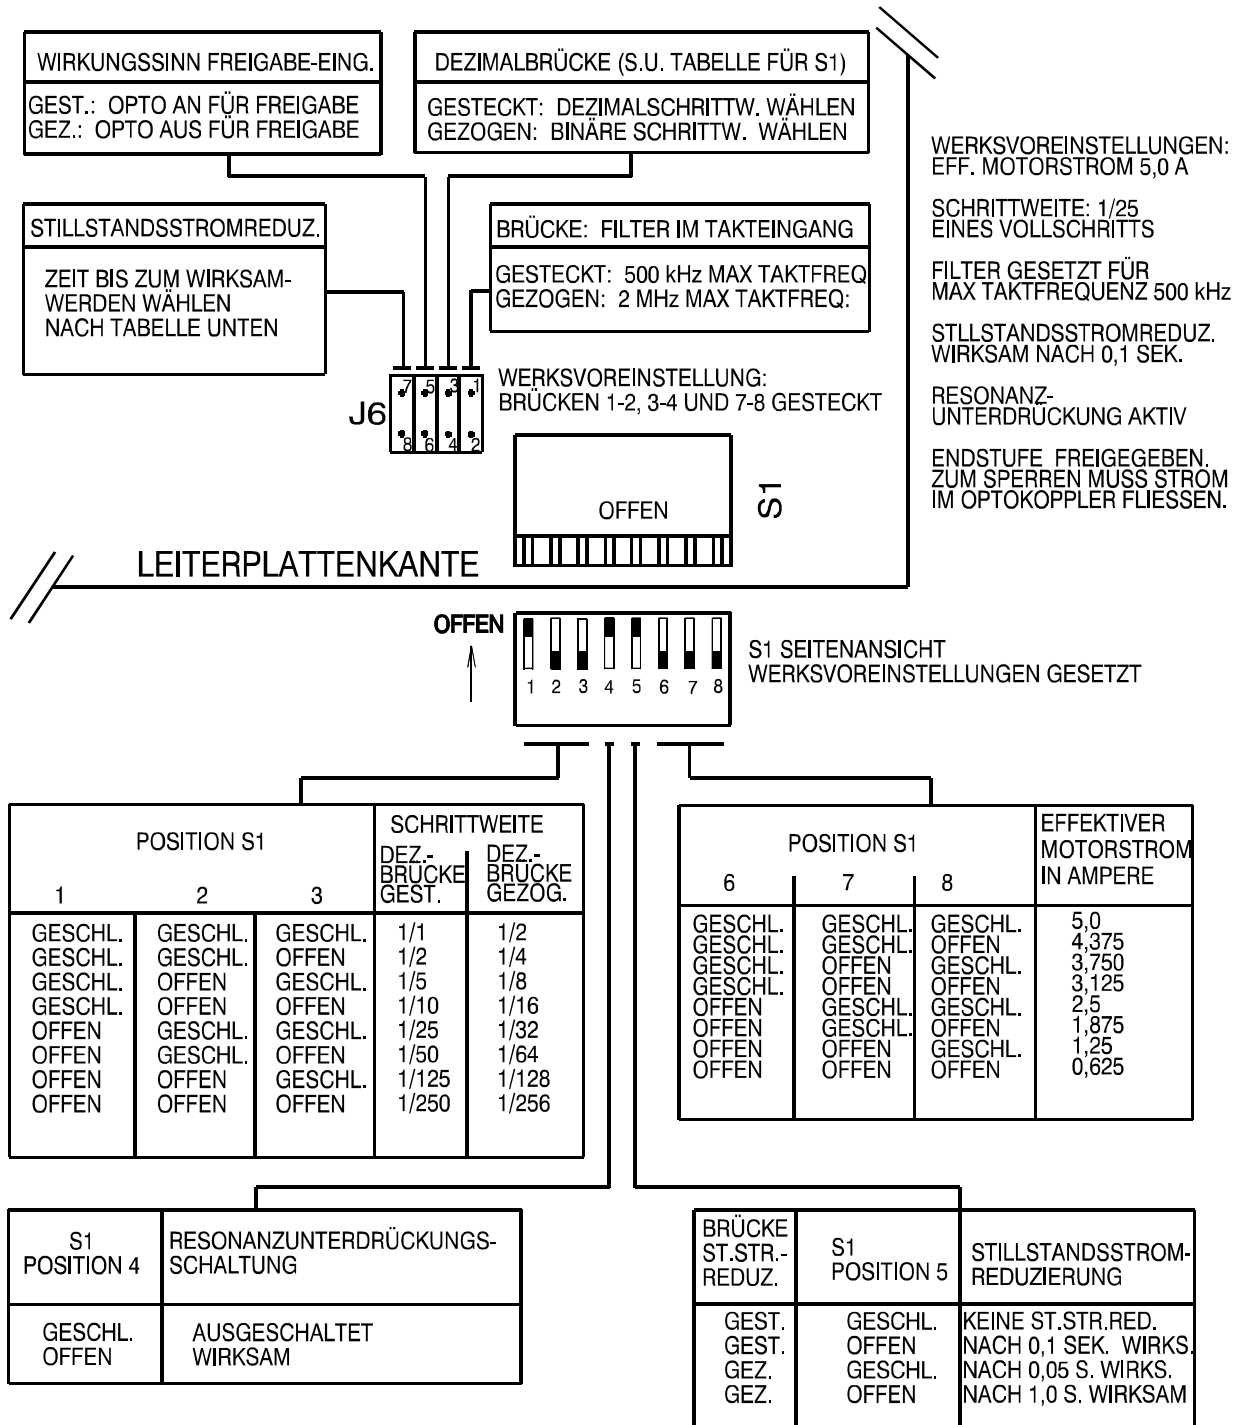 WIRKUNGSSINN FREIGABE-EING.
GEST.: OPTO AN FÜR FREIGABE
GEZ.: OPTO AUS FÜR FREIGABE
DEZIMALBRÜCKE (S.U. TABELLE FÜR S1)
GESTECKT: DEZIMALSCHRITTW. WÄHLEN
GEZOGEN: BINÄRE SCHRITTW. WÄHLEN
STILLSTANDSSTROMREDUZ.
ZEIT BIS ZUM WIRKSAM-
WERDEN WÄHLEN
NACH TABELLE UNTEN
BRÜCKE: FILTER IM TAKTEINGANG
GESTECKT: 500 kHz MAX TAKTFREQ
GEZOGEN: 2 MHz MAX TAKTFREQ:
WERKSVOREINSTELLUNGEN:
EFF. MOTORSTROM 5,0 A
SCHRITTWEITE: 1/25
EINES VOLLSCHRITTS
FILTER GESETZT FÜR
MAX TAKTFREQUENZ 500 kHz
STLLSTANDSSTROMREDUZ.
WIRKSAM NACH 0,1 SEK.
RESONANZ-
UNTERDRÜCKUNG AKTIV
ENDSTUFE FREIGEGEBEN.
ZUM SPERREN MUSS STROM
IM OPTOKOPPLER FLIESSEN.
J6
7 5 3 1
8 6 4 2
WERKSVOREINSTELLUNG:
BRÜCKEN 1-2, 3-4 UND 7-8 GESTECKT
OFFEN
S1
LEITERPLATTENKANTE
OFFEN
1 2 3 4 5 6 7 8
S1 SEITENANSICHT
WERKSVOREINSTELLUNGEN GESETZT
POSITION S1 SCHRITTWEITE
1 2 3
DEZ.-
BRÜCKE
GEST.
DEZ.-
BRÜCKE
GEZOG.
GESCHL. GESCHL. GESCHL. 1/1 1/2
GESCHL. GESCHL. OFFEN 1/2 1/4
GESCHL. OFFEN GESCHL. 1/5 1/8
GESCHL. OFFEN OFFEN 1/10 1/16
OFFEN GESCHL. GESCHL. 1/25 1/32
OFFEN GESCHL. OFFEN 1/50 1/64
OFFEN OFFEN GESCHL. 1/125 1/128
OFFEN OFFEN OFFEN 1/250 1/256
POSITION S1
6 7 8
EFFEKTIVER
MOTORSTROM
IN AMPERE
GESCHL. GESCHL. GESCHL. 5,0
GESCHL. GESCHL. OFFEN 4,375
GESCHL. OFFEN GESCHL. 3,750
GESCHL. OFFEN OFFEN 3,125
OFFEN GESCHL. GESCHL. 2,5
OFFEN GESCHL. OFFEN 1,875
OFFEN OFFEN GESCHL. 1,25
OFFEN OFFEN OFFEN 0,625
S1
POSITION 4
RESONANZUNTERDRÜCKUNGS-
SCHALTUNG
GESCHL. AUSGESCHALTET
OFFEN WIRKSAM
BRÜCKE
ST.STR.-
REDUZ.
S1
POSITION 5
STILLSTANDSSTROM-
REDUZIERUNG
GEST. GESCHL. KEINE ST.STR.RED.
GEST. OFFEN NACH 0,1 SEK. WIRKS.
GEZ. GESCHL. NACH 0,05 S. WIRKS.
GEZ. OFFEN NACH 1,0 S. WIRKSAM